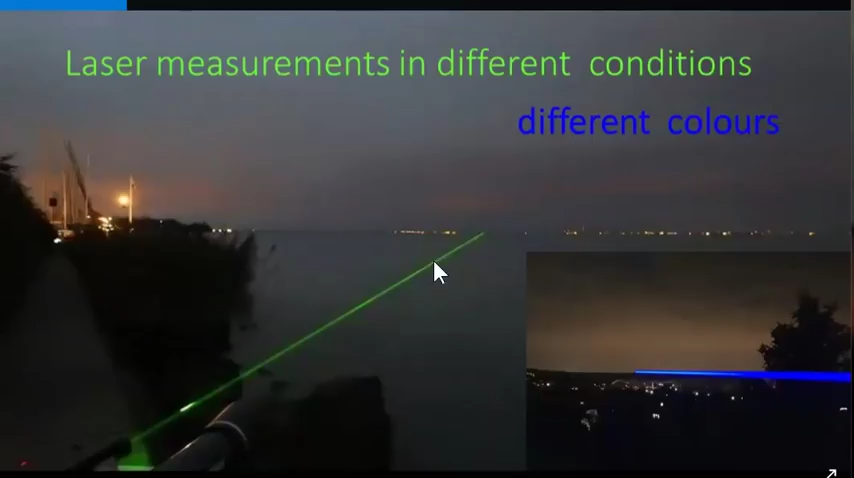 Laser measurements in different conditions
different colours